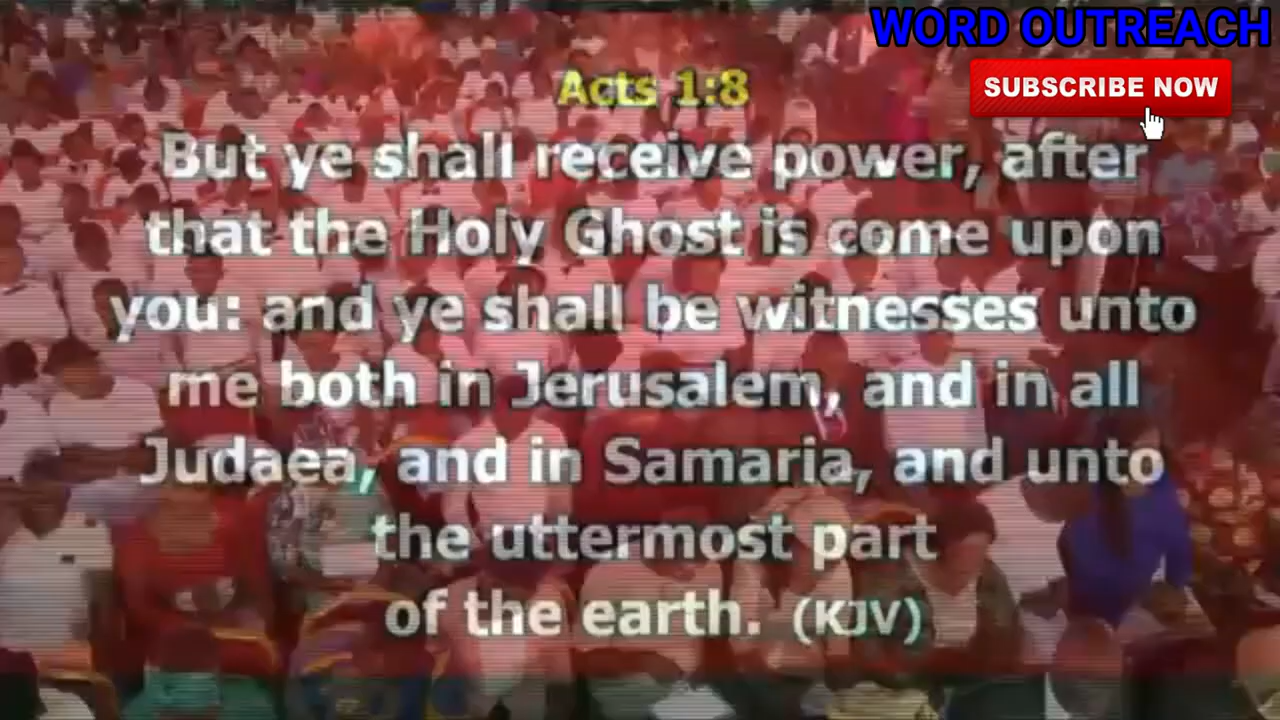 WORD OUTREACH
SUBSCRIBE NOW
Acts 1:8
But ye shall receive power, after
that the Holy Ghost is come upon
you: and ye shall be witnesses unto
me both in Jerusalem, and in all
Judaea, and in Samaria, and unto
the uttermost part
of the earth. (KJV)